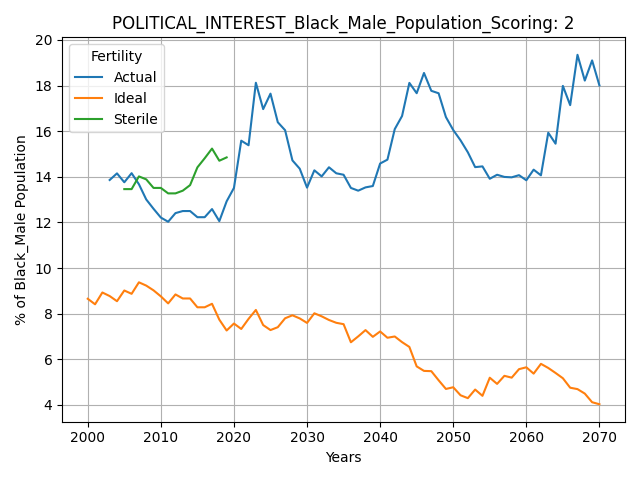 POLITICAL_INTEREST_Black_Male_Population_Scoring: 2
Fertility
Actual
Ideal
Sterile
% of Black_Male Population
20
18
16
14
12
10
8
6
4
2000 2010 2020 2030 2040 2050 2060 2070
Years